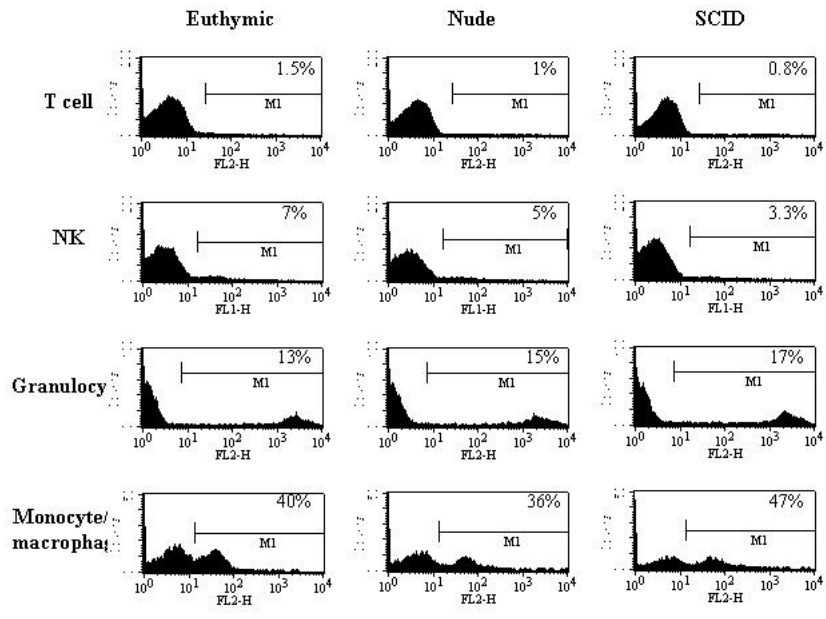 Euthymic Nude SCID
T cell
1.5% 1% 0.8%
M1 M1 M1
10^0 10^1 10^2 10^3 10^4 10^0 10^1 10^2 10^3 10^4 10^0 10^1 10^2 10^3 10^4
FL2-H FL2-H FL2-H
NK
7% 5% 3.3%
M1 M1 M1
10^0 10^1 10^2 10^3 10^4 10^0 10^1 10^2 10^3 10^4 10^0 10^1 10^2 10^3 10^4
FL1-H FL1-H FL1-H
Granulocy
13% 15% 17%
M1 M1 M1
10^0 10^1 10^2 10^3 10^4 10^0 10^1 10^2 10^3 10^4 10^0 10^1 10^2 10^3 10^4
FL2-H FL2-H FL2-H
Monocyte/
macropha
40% 36% 47%
M1 M1 M1
10^0 10^1 10^2 10^3 10^4 10^0 10^1 10^2 10^3 10^4 10^0 10^1 10^2 10^3 10^4
FL2-H FL2-H FL2-H